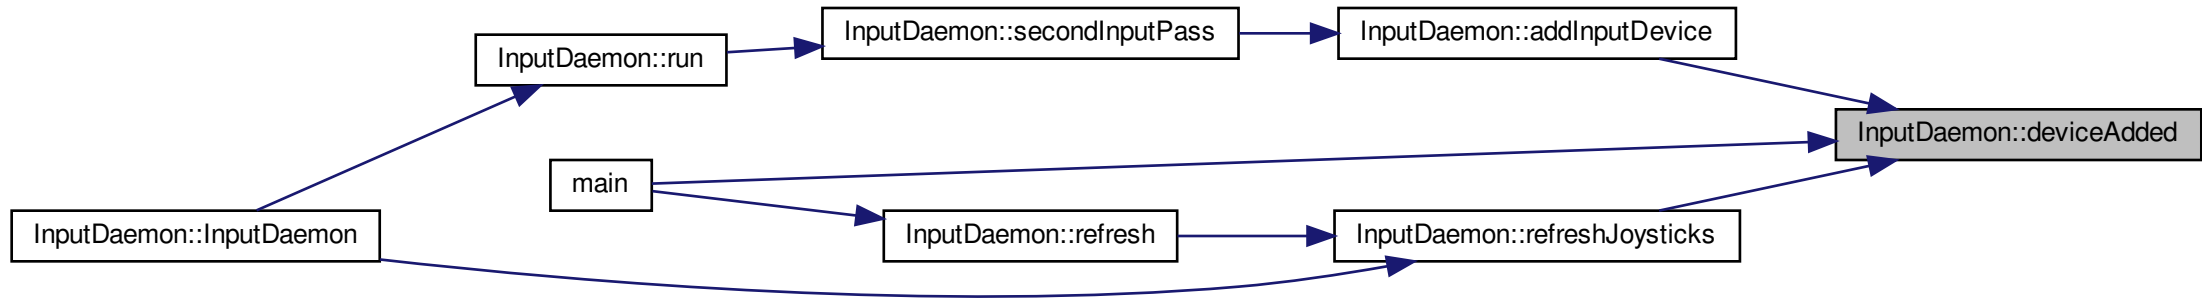 InputDaemon::secondInputPass
InputDaemon::addInputDevice
InputDaemon::run
InputDaemon::deviceAdded
main
InputDaemon::InputDaemon
InputDaemon::refresh
InputDaemon::refreshJoysticks